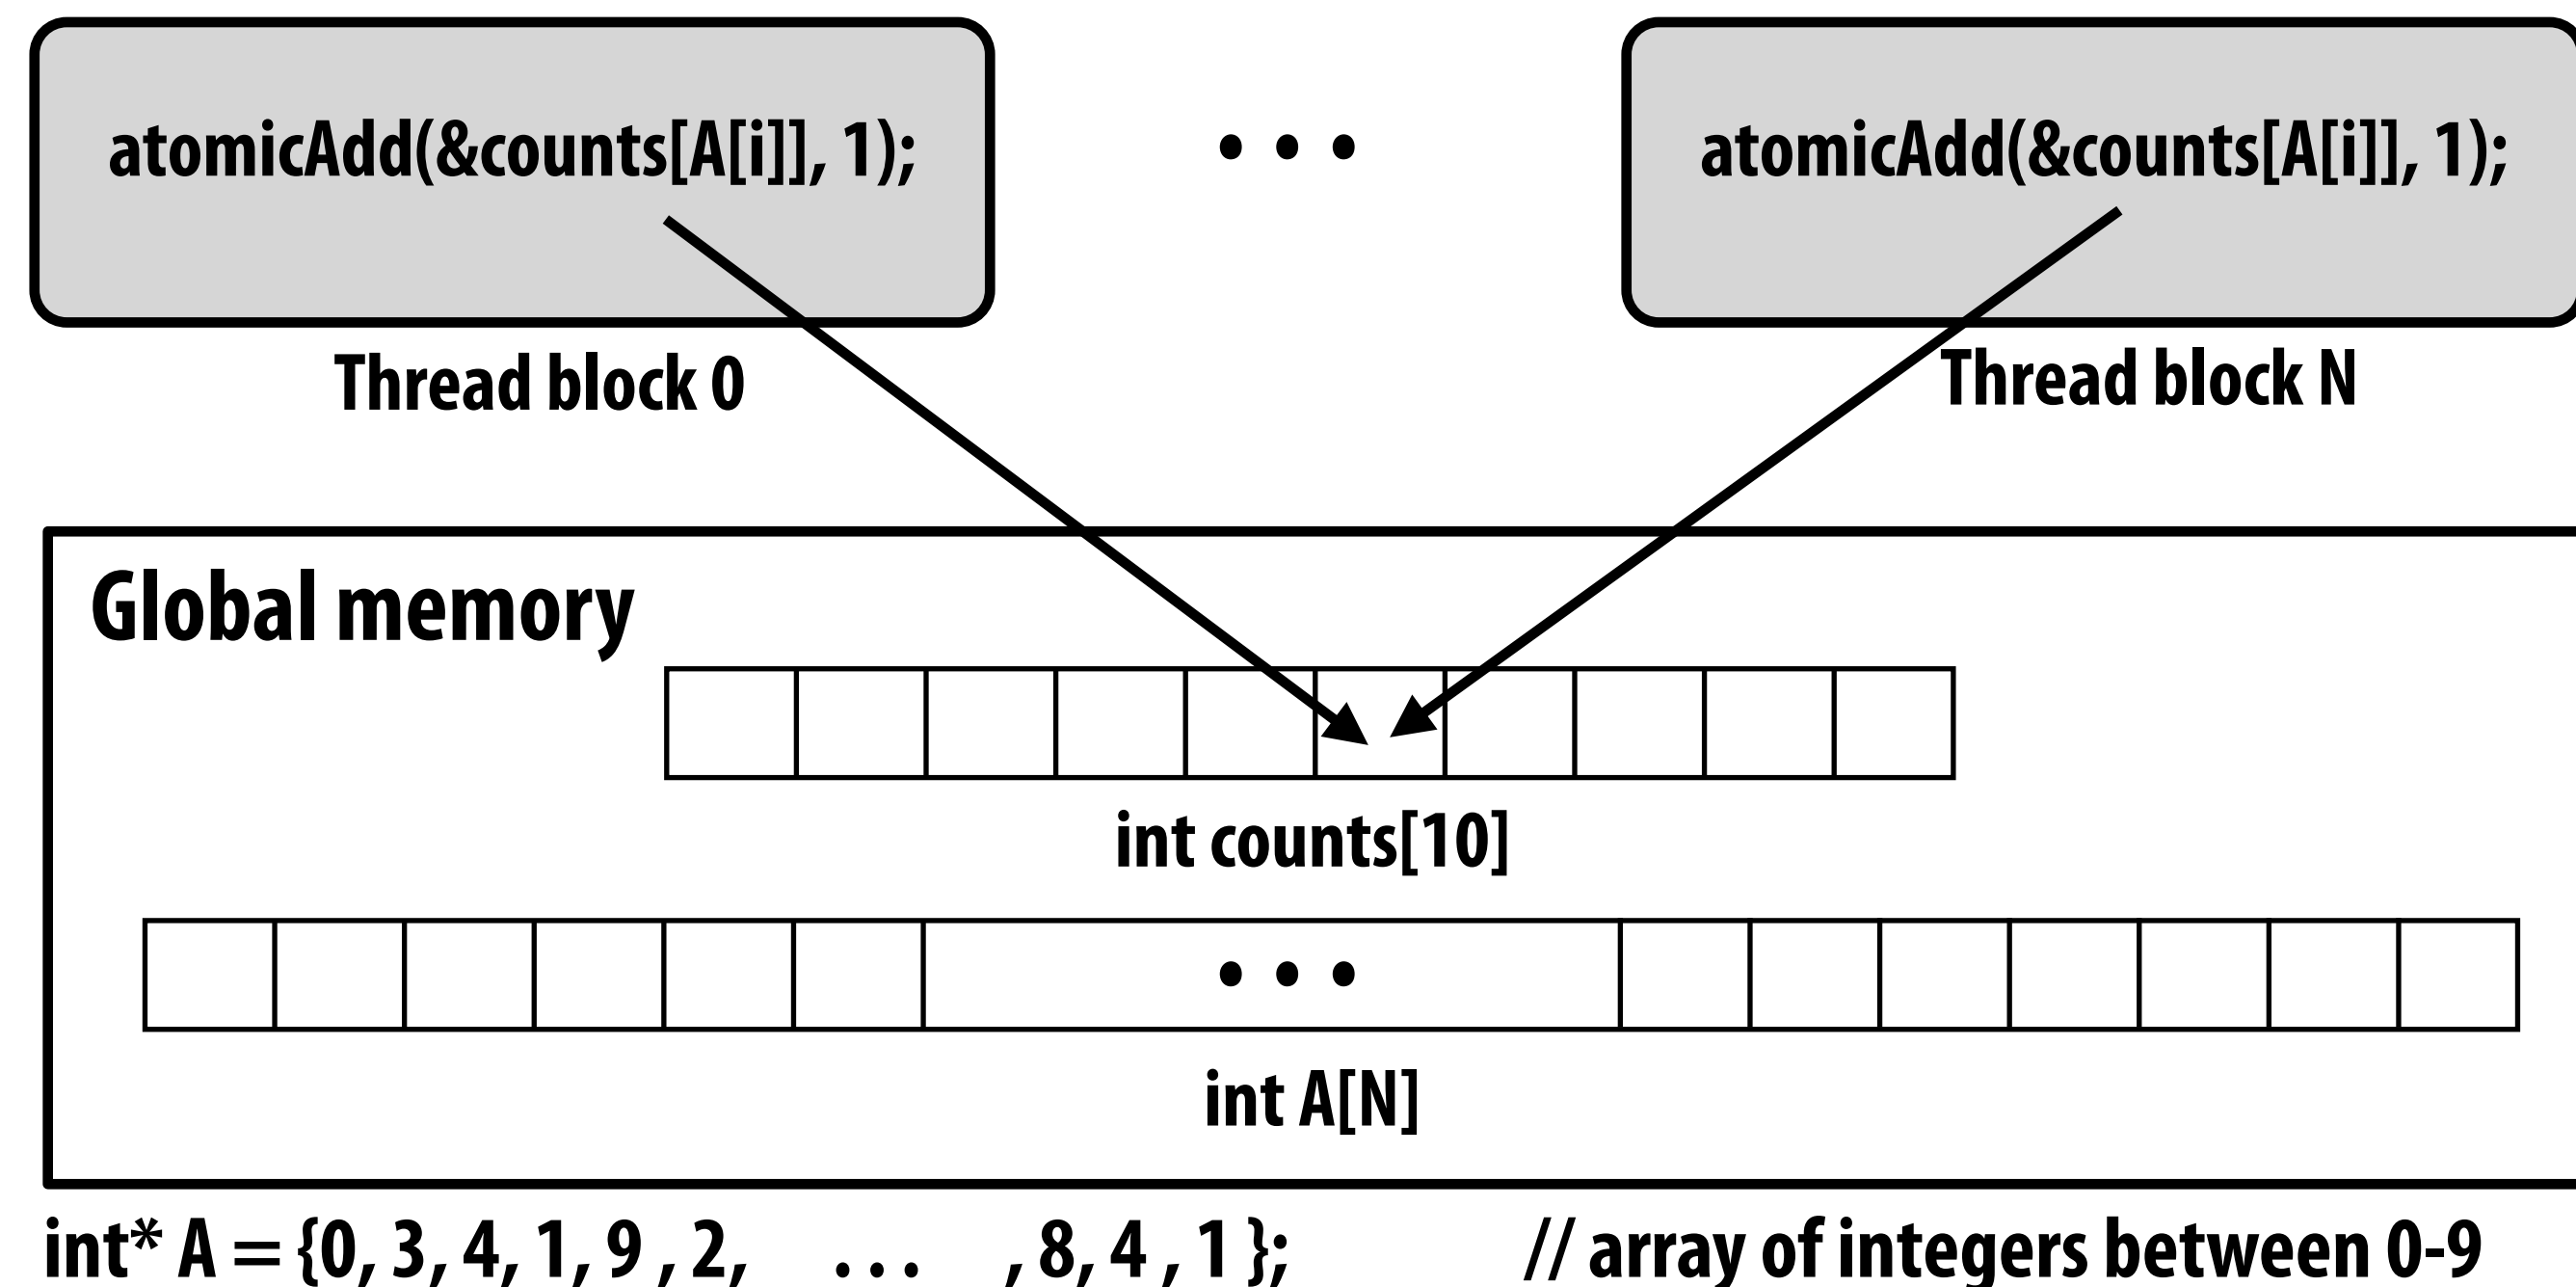 atomicAdd(&counts[A[i]], 1);
• • •
atomicAdd(&counts[A[i]], 1);
Thread block 0
Thread block N
Global memory
int counts[10]
• • •
int A[N]
int* A = {0, 3, 4, 1, 9 , 2, . . . , 8, 4 , 1 }; // array of integers between 0-9